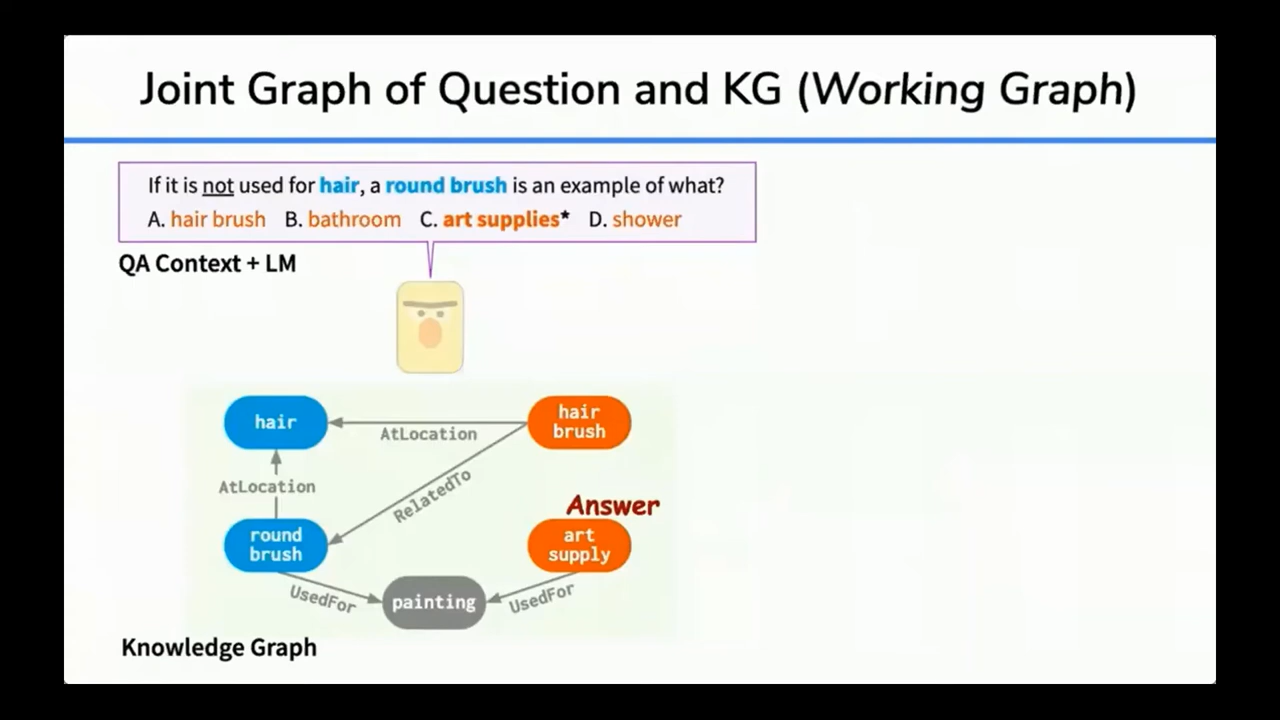 Joint Graph of Question and KG (Working Graph)
If it is not used for hair, a round brush is an example of what?
A. hair brush B. bathroom C. art supplies* D. shower
QA Context + LM
hair
hair
brush
AtLocation
AtLocation
RelatedTo
Answer
round
brush
art
supply
UsedFor
painting
UsedFor
Knowledge Graph